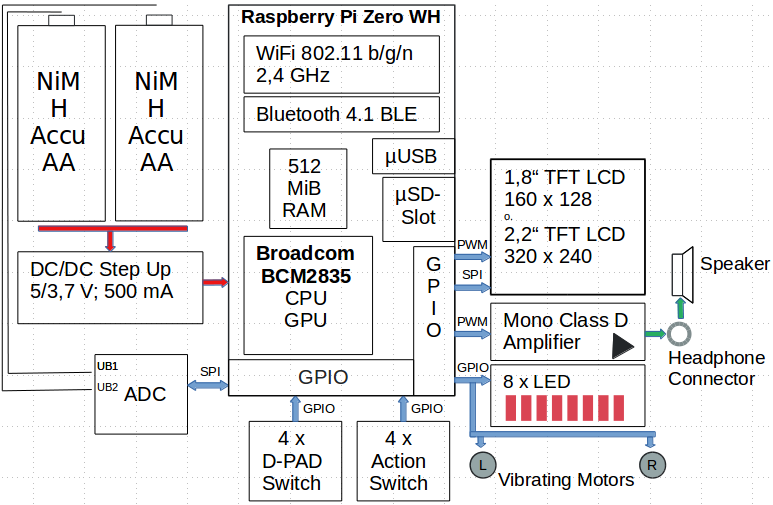 Raspberry Pi Zero WH
WiFi 802.11 b/g/n
2,4 GHz
Bluetooth 4.1 BLE
NiM
H
Accu
AA
NiM
H
Accu
AA
µUSB
512
MiB
RAM
µSD-
Slot
1,8“ TFT LCD
160 x 128
o.
2,2“ TFT LCD
320 x 240
PWM
SPI
Broadcom
BCM2835
CPU
GPU
G
P
I
O
DC/DC Step Up
5/3,7 V; 500 mA
Speaker
PWM
Mono Class D
Amplifier
Headphone
Connector
UB1
UB2
ADC
SPI
GPIO
GPIO
8 x LED
GPIO
GPIO
4 x
D-PAD
Switch
4 x
Action
Switch
L
Vibrating Motors
R